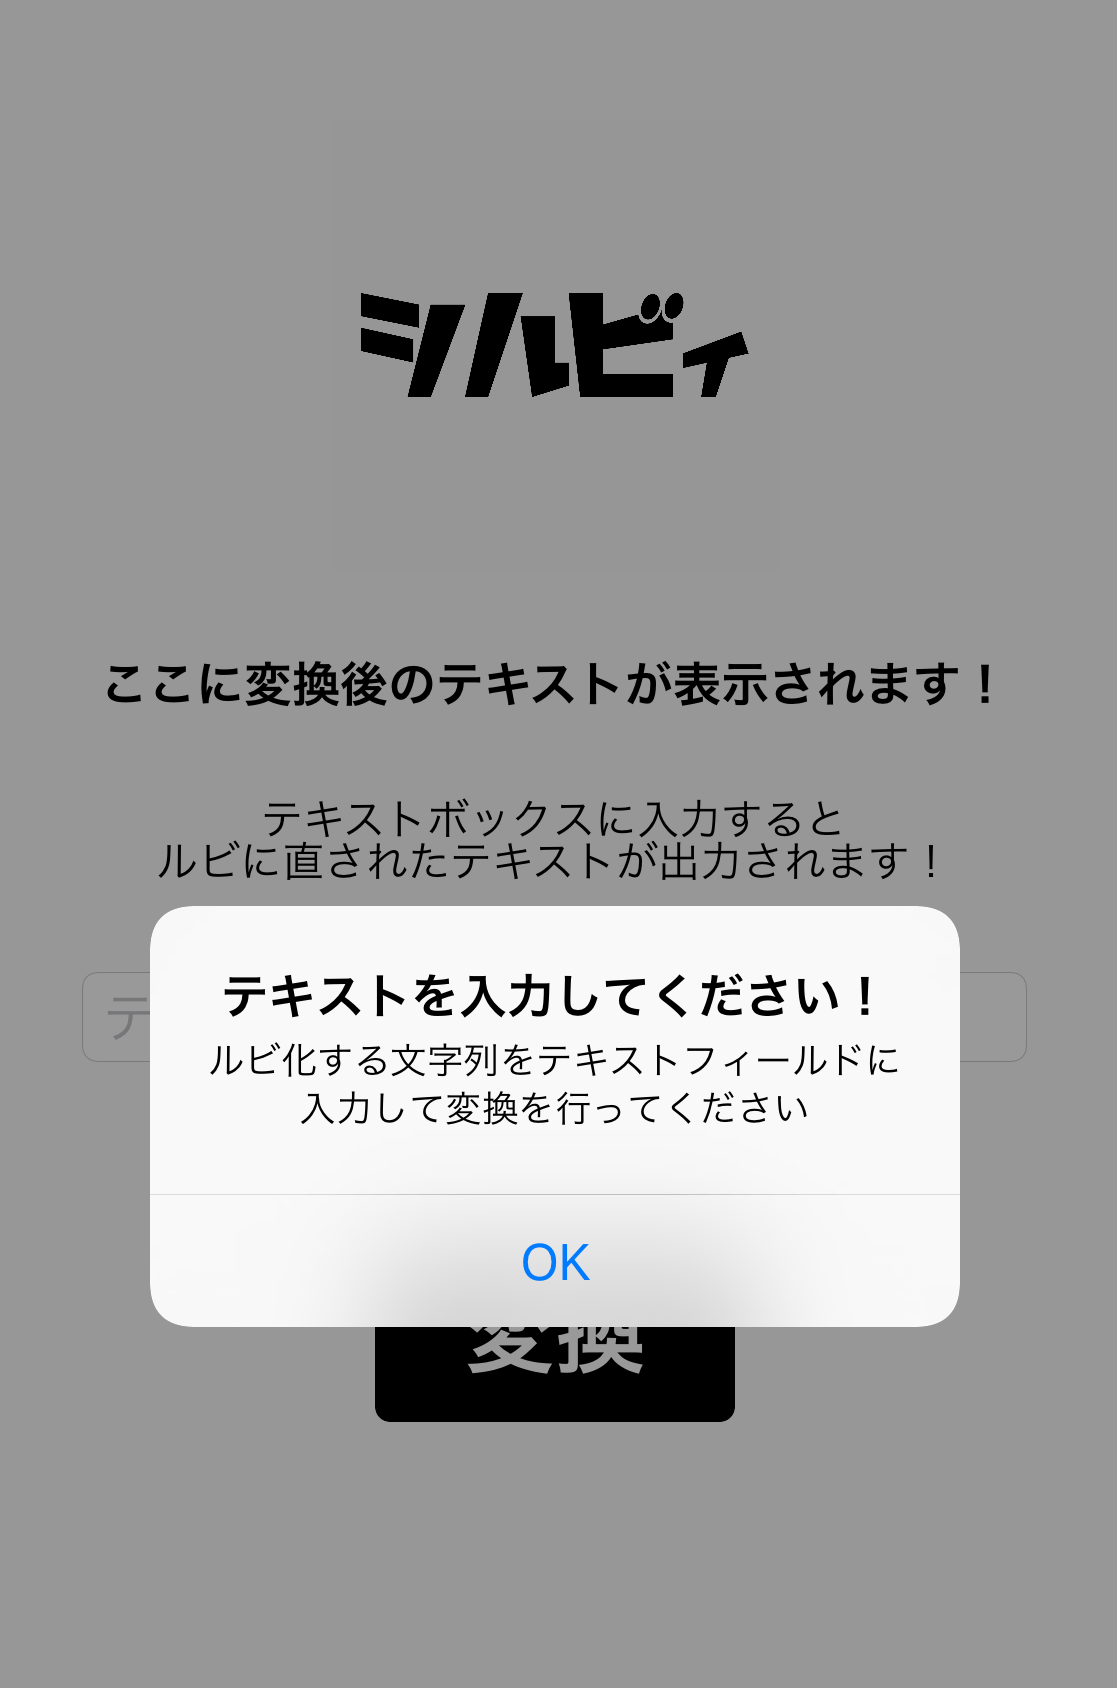 シルビィ
ここに変換後のテキストが表示されます！
テキストボックスに入力すると
ルビに直されたテキストが出力されます！
テ
テキストを入力してください！
ルビ化する文字列をテキストフィールドに
入力して変換を行ってください
OK
変換